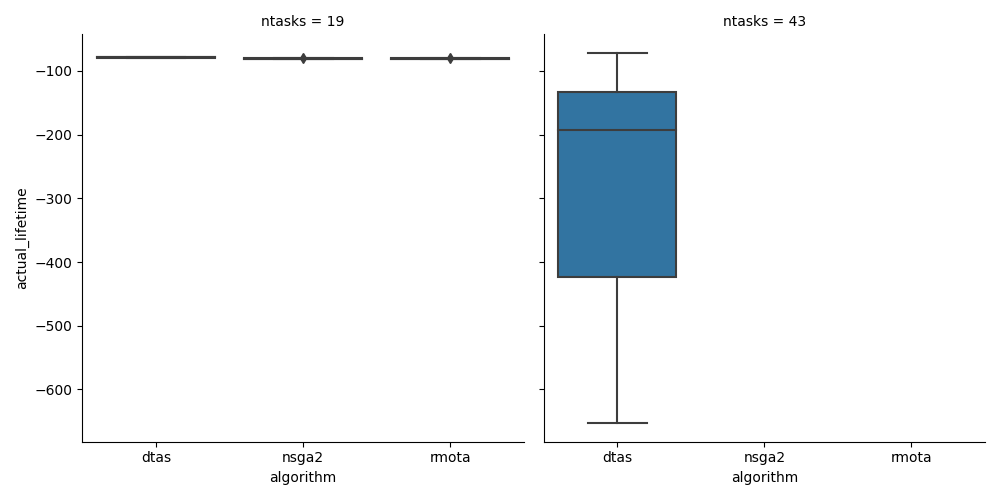 ntasks = 19
ntasks = 43
actual_lifetime
−100
−200
−300
−400
−500
−600
dtas
nsga2
rmota
dtas
nsga2
rmota
algorithm
algorithm